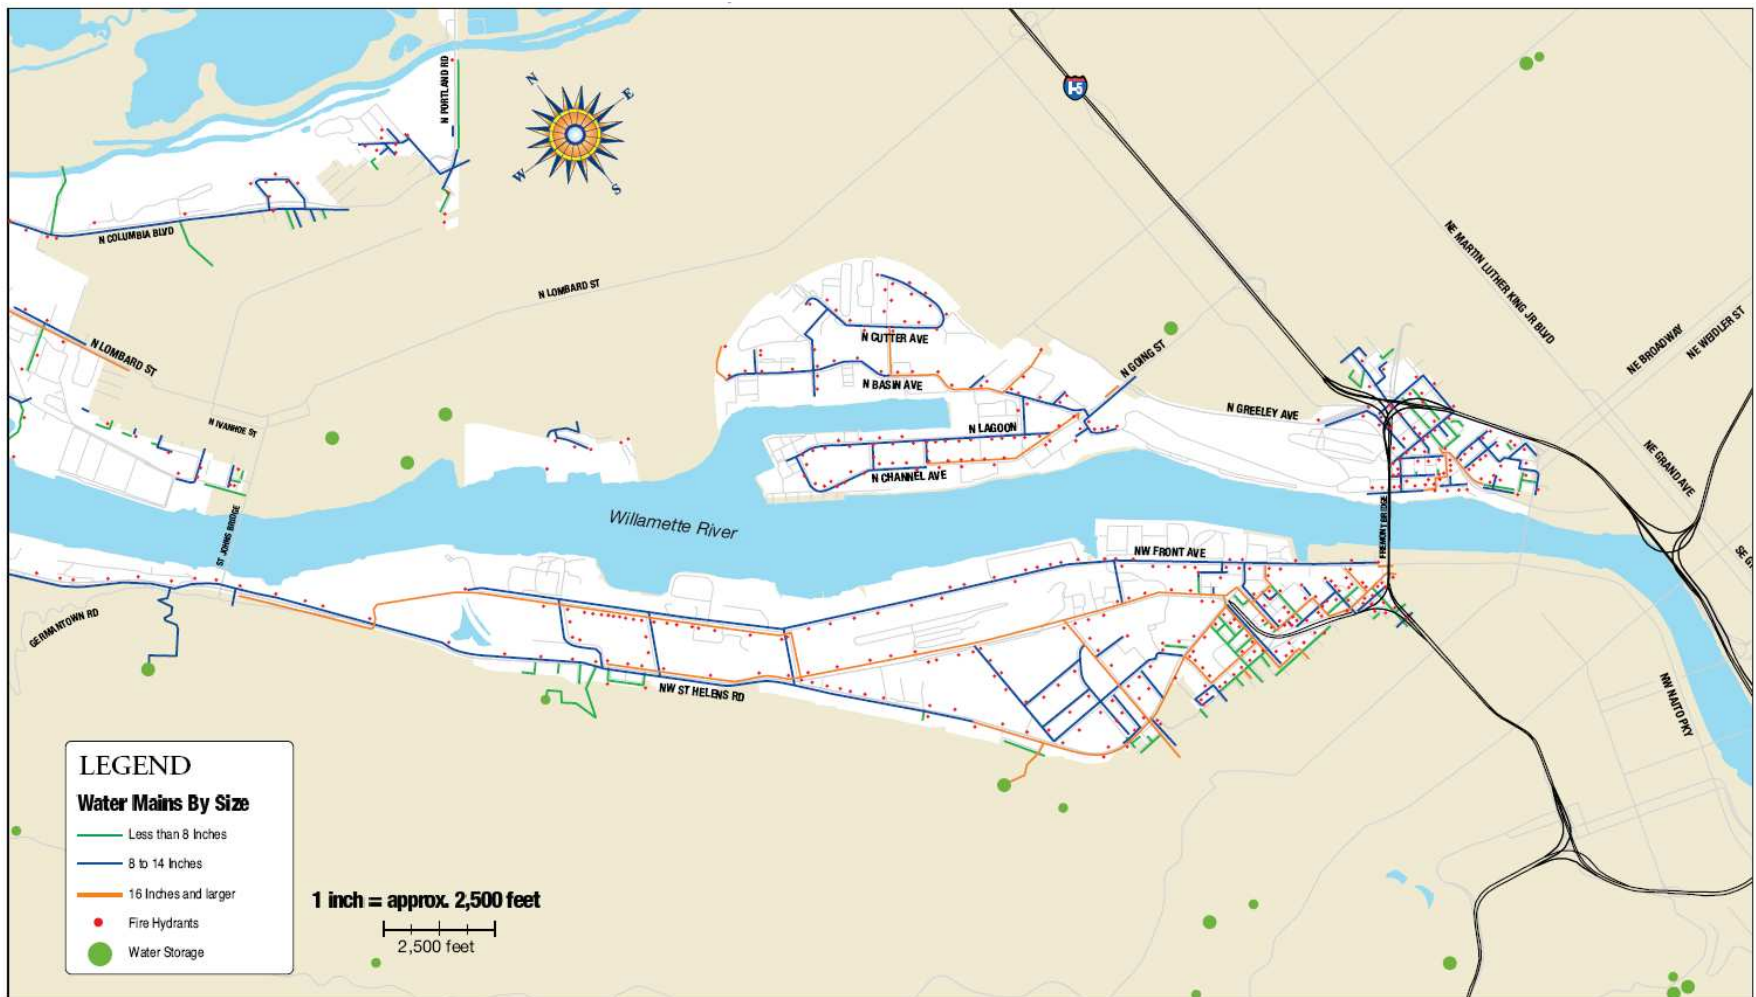 N PORTLAND RD
N
E
W
S
I-5
N COLUMBIA BLVD
N LOMBARD ST
NE MARTIN LUTHER KING JR BLVD
NE BROADWAY
NE WEIDLER ST
N LOMBARD ST
N CUTTER AVE
N GOING ST
N BASIN AVE
N GREELEY AVE
N IVANHOE ST
N LAGOON
N CHANNEL AVE
NE GRAND AVE
ST JOHNS BRIDGE
Willamette River
FREMONT BRIDGE
NW FRONT AVE
GERMANTOWN RD
NW ST HELENS RD
NW NAITO PKY
LEGEND
Water Mains By Size
Less than 8 Inches
8 to 14 Inches
16 Inches and larger
Fire Hydrants
Water Storage
1 inch = approx. 2,500 feet
2,500 feet